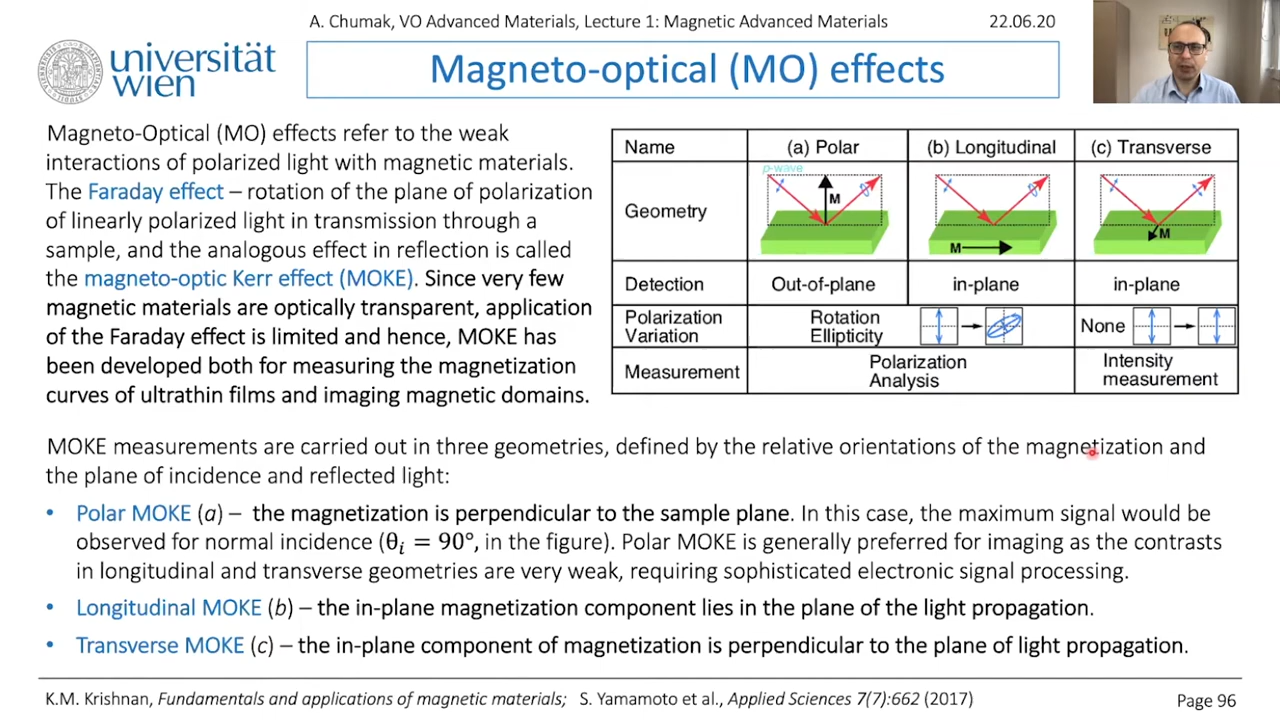 A. Chumak, VO Advanced Materials, Lecture 1: Magnetic Advanced Materials
22.06.20
universität
wien
Magneto-optical (MO) effects
Magneto-Optical (MO) effects refer to the weak
interactions of polarized light with magnetic materials.
The Faraday effect – rotation of the plane of polarization
of linearly polarized light in transmission through a
sample, and the analogous effect in reflection is called
the magneto-optic Kerr effect (MOKE). Since very few
magnetic materials are optically transparent, application
of the Faraday effect is limited and hence, MOKE has
been developed both for measuring the magnetization
curves of ultrathin films and imaging magnetic domains.
Name (a) Polar (b) Longitudinal (c) Transverse
p-wave
Geometry
M
M
M
Detection Out-of-plane in-plane in-plane
Polarization
Variation
Rotation
Ellipticity
None
Measurement
Polarization
Analysis
Intensity
measurement
MOKE measurements are carried out in three geometries, defined by the relative orientations of the magnetization and
the plane of incidence and reflected light:
• Polar MOKE (a) – the magnetization is perpendicular to the sample plane. In this case, the maximum signal would be
observed for normal incidence (θᵢ = 90°, in the figure). Polar MOKE is generally preferred for imaging as the contrasts
in longitudinal and transverse geometries are very weak, requiring sophisticated electronic signal processing.
• Longitudinal MOKE (b) – the in-plane magnetization component lies in the plane of the light propagation.
• Transverse MOKE (c) – the in-plane component of magnetization is perpendicular to the plane of light propagation.
K.M. Krishnan, Fundamentals and applications of magnetic materials; S. Yamamoto et al., Applied Sciences 7(7):662 (2017)
Page 96